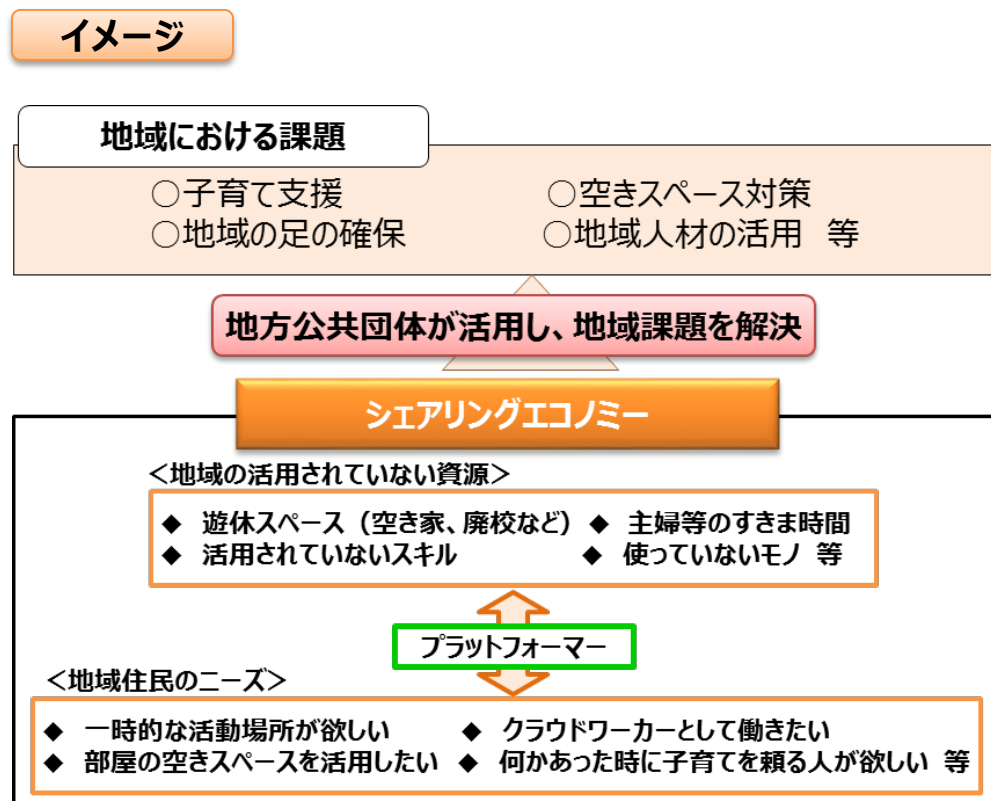 イメージ
地域における課題
○子育て支援 ○空きスペース対策
○地域の足の確保 ○地域人材の活用 等
地方公共団体が活用し、地域課題を解決
シェアリングエコノミー
＜地域の活用されていない資源＞
◆ 遊休スペース（空き家、廃校など） ◆ 主婦等のすきま時間
◆ 活用されていないスキル ◆ 使っていないモノ 等
プラットフォーマー
＜地域住民のニーズ＞
◆ 一時的な活動場所が欲しい ◆ クラウドワーカーとして働きたい
◆ 部屋の空きスペースを活用したい ◆ 何かあった時に子育てを頼る人が欲しい 等